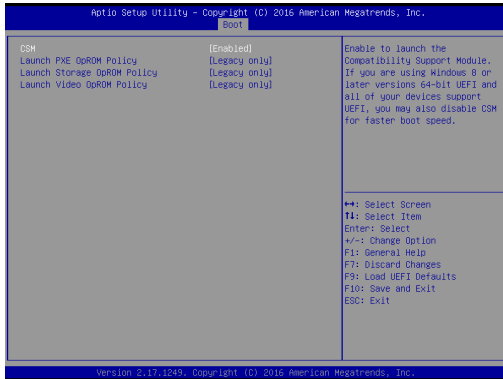 Aptio Setup Utility - Copyright (C) 2016 American Megatrends, Inc.
Boot
CSM [Enabled]
Launch PXE OpROM Policy [Legacy only]
Launch Storage OpROM Policy [Legacy only]
Launch Video OpROM Policy [Legacy only]
Enable to launch the
Compatibility Support Module.
If you are using Windows 8 or
later versions 64-bit UEFI and
all of your devices support
UEFI, you may also disable CSM
for faster boot speed.
↔: Select Screen
↑↓: Select Item
Enter: Select
+/-: Change Option
F1: General Help
F7: Discard Changes
F9: Load UEFI Defaults
F10: Save and Exit
ESC: Exit
Version 2.17.1249. Copyright (C) 2016 American Megatrends, Inc.